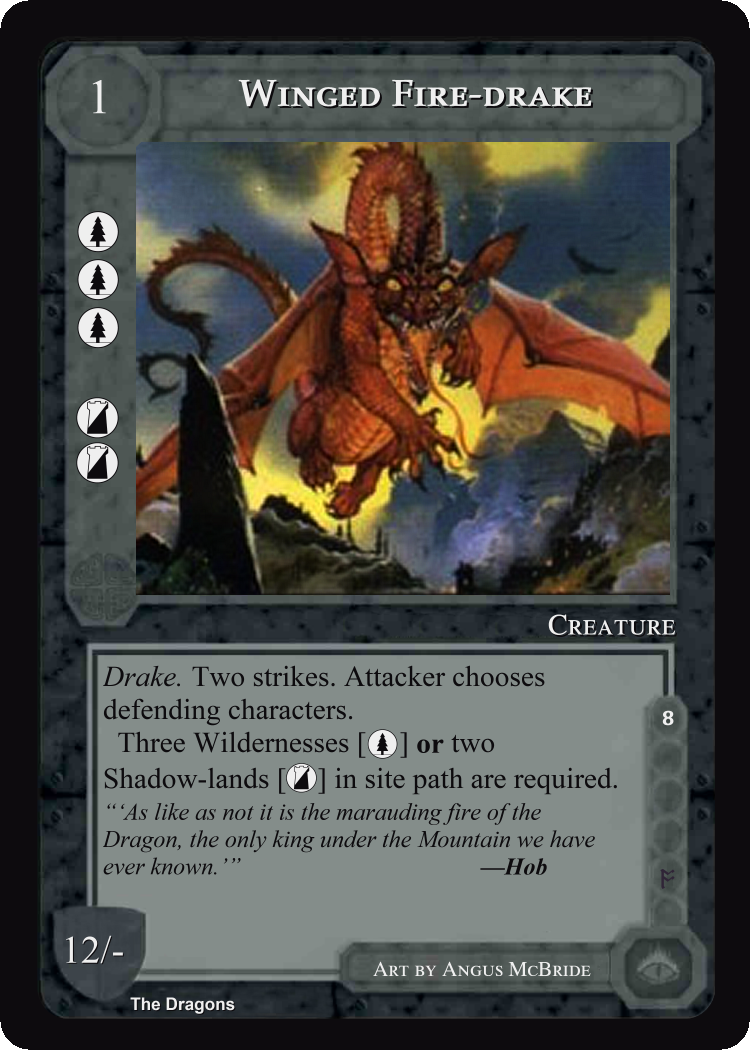 1
WINGED FIRE-DRAKE
CREATURE
Drake. Two strikes. Attacker chooses
defending characters.
Three Wildernesses [ ] or two
Shadow-lands [ ] in site path are required.
“‘As like as not it is the marauding fire of the
Dragon, the only king under the Mountain we have
ever known.’”
—Hob
8
12/-
ART BY ANGUS MCBRIDE
The Dragons